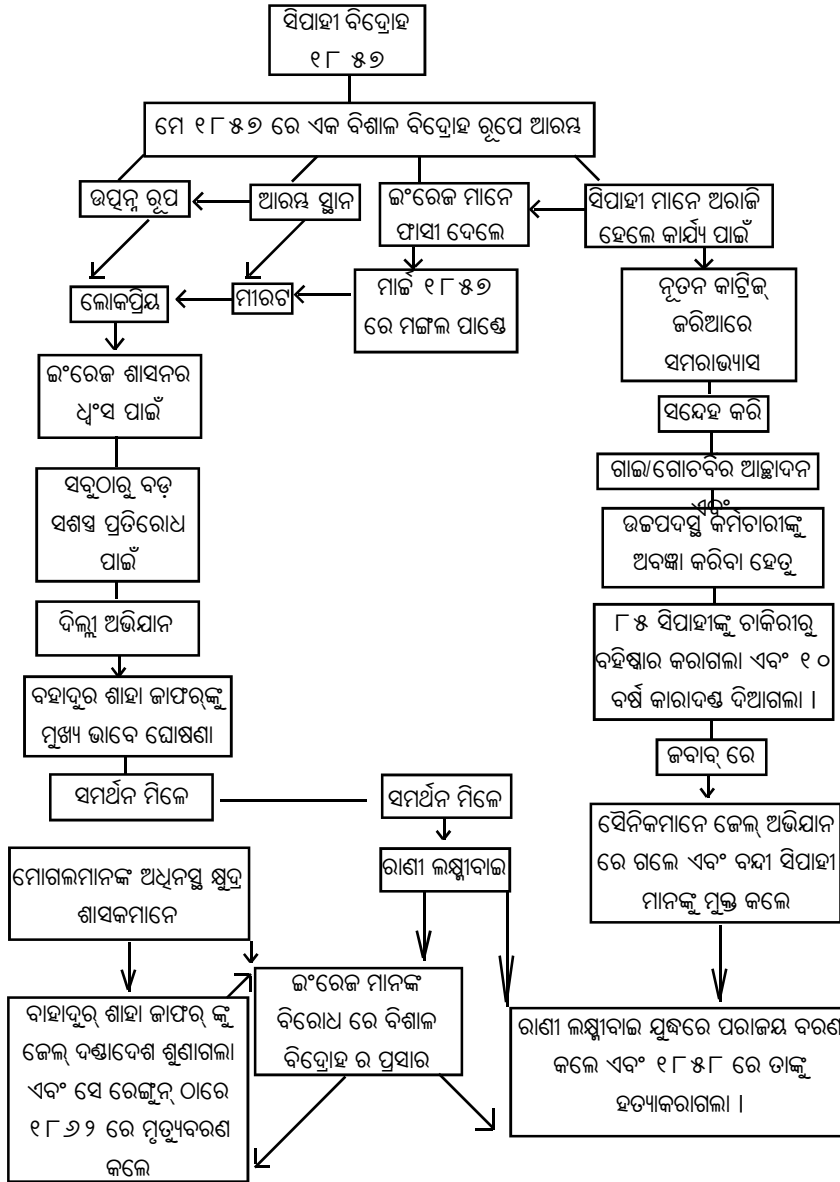 ସିପାହୀ ବିଦ୍ରୋହ
୧୮୫୭
ମେ ୧୮୫୭ ରେ ଏକ ବିଶାଳ ବିଦ୍ରୋହ ରୂପେ ଆରମ୍ଭ
ଉତ୍ପନ୍ନ ରୂପ
ଆରମ୍ଭ ସ୍ଥାନ
ଇଂରେଜ ମାନେ
ଫାସୀ ଦେଲେ
ସିପାହୀ ମାନେ ଅରାଜି
ହେଲେ କାର୍ଯ୍ୟ ପାଇଁ
ଲୋକପ୍ରିୟ
ମୀରଟ
ମାର୍ଚ୍ଚ ୧୮୫୭
ରେ ମଙ୍ଗଲ ପାଣ୍ଡେ
ନୂତନ କାଟ୍ରିଜ୍
ଜରିଆରେ
ସମରାଭ୍ୟାସ
ଇଂରେଜ ଶାସନର
ଧ୍ୱଂସ ପାଇଁ
ସନ୍ଦେହ କରି
ଗାଇ/ଗୋଚର୍ବିର ଆଚ୍ଛାଦନ
ଏବଂ
ସବୁଠାରୁ ବଡ଼
ସଶସ୍ତ୍ର ପ୍ରତିରୋଧ
ପାଇଁ
ଉଚ୍ଚପଦସ୍ଥ କର୍ମଚାରୀଙ୍କୁ
ଅବଜ୍ଞା କରିବା ହେତୁ
ଦିଲ୍ଲୀ ଅଭିଯାନ
୮୫ ସିପାହୀଙ୍କୁ ଚାକିରୀରୁ
ବହିଷ୍କାର କରାଗଲା ଏବଂ ୧୦
ବର୍ଷ କାରାଦଣ୍ଡ ଦିଆଗଲା ।
ବହାଦୁର ଶାହା ଜାଫର୍‌ଙ୍କୁ
ମୁଖ୍ୟ ଭାବେ ଘୋଷଣା
ଜବାବ୍ ରେ
ସମର୍ଥନ ମିଳେ
ସମର୍ଥନ ମିଳେ
ସୈନିକମାନେ ଜେଲ୍ ଅଭିଯାନ
ରେ ଗଲେ ଏବଂ ବନ୍ଦୀ ସିପାହୀ
ମାନଙ୍କୁ ମୁକ୍ତ କଲେ
ମୋଗଲମାନଙ୍କ ଅଧିନସ୍ଥ କ୍ଷୁଦ୍ର
ଶାସକମାନେ
ରାଣୀ ଲକ୍ଷ୍ମୀବାଇ
ବାହାଦୁର୍ ଶାହା ଜାଫର୍ ଙ୍କୁ
ଜେଲ୍ ଦଣ୍ଡାଦେଶ ଶୁଣାଗଲା
ଏବଂ ସେ ରେଙ୍ଗୁନ୍ ଠାରେ
୧୮୬୨ ରେ ମୃତ୍ୟୁବରଣ
କଲେ
ଇଂରେଜ ମାନଙ୍କ
ବିରୋଧ ରେ ବିଶାଳ
ବିଦ୍ରୋହ ର ପ୍ରସାର
ରାଣୀ ଲକ୍ଷ୍ମୀବାଇ ଯୁଦ୍ଧରେ ପରାଜୟ ବରଣ
କଲେ ଏବଂ ୧୮୫୮ ରେ ତାଙ୍କୁ
ହତ୍ୟାକରାଗଲା ।